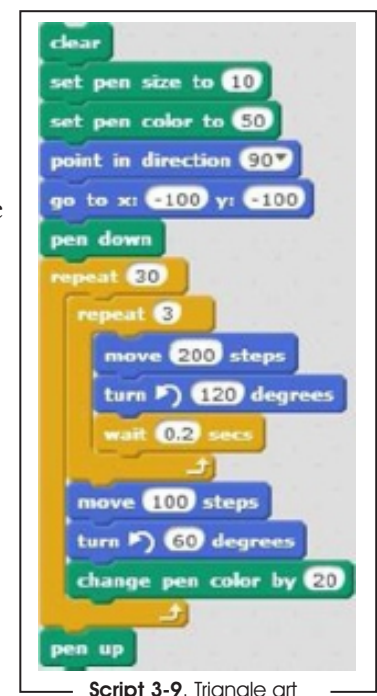 clear
set pen size to 10
set pen color to 50
point in direction 90
go to x: -100 y: -100
pen down
repeat 30
repeat 3
move 200 steps
turn 120 degrees
wait 0.2 secs
move 100 steps
turn 60 degrees
change pen color by 20
pen up
Script 3-9. Triangle art